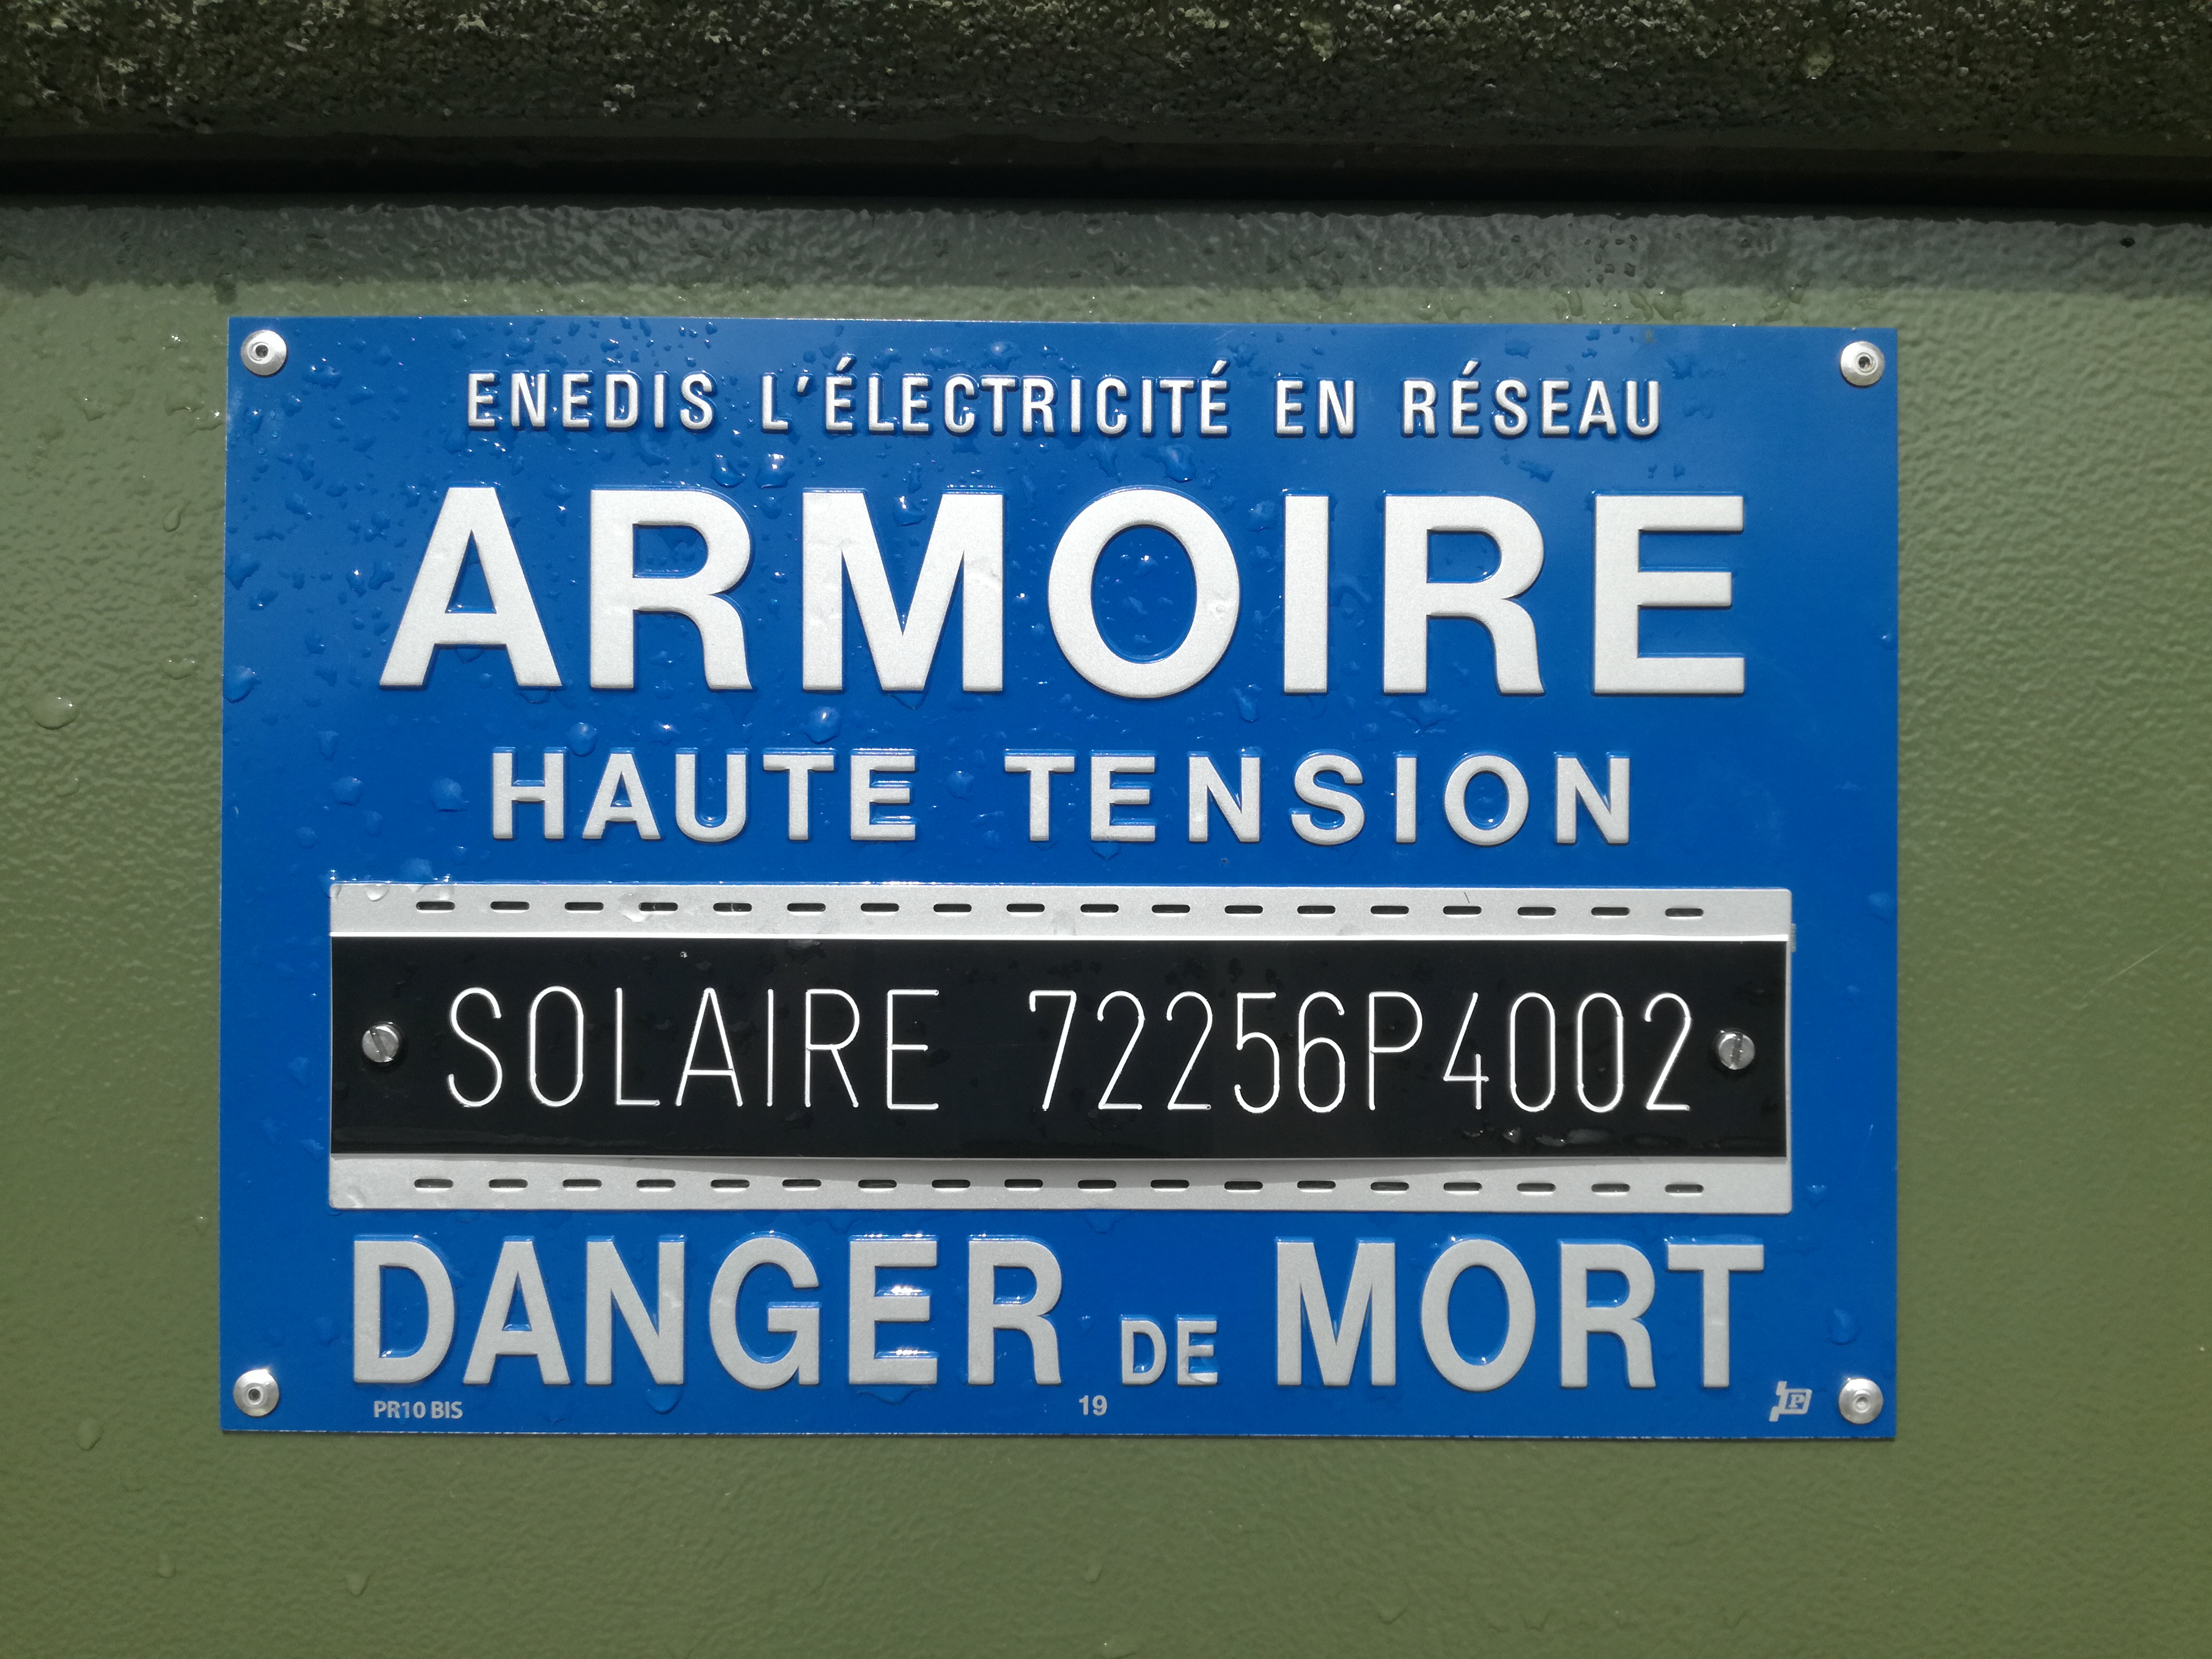 ENEDIS L'ÉLECTRICITÉ EN RÉSEAU
ARMOIRE
HAUTE TENSION
SOLAIRE 72256P4002
DANGER DE MORT
PR10 BIS 19 P